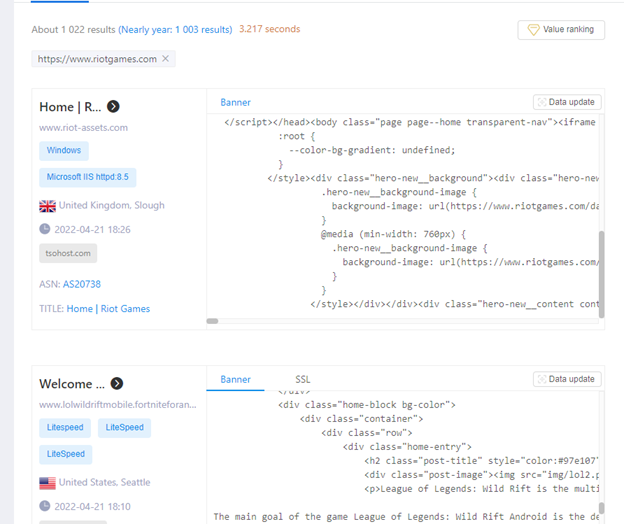 About 1 022 results (Nearly year: 1 003 results) 3.217 seconds
Value ranking
https://www.riotgames.com ✕
Home | R...
www.riot-assets.com
Windows
Microsoft IIS httpd:8.5
United Kingdom, Slough
2022-04-21 18:26
tsohost.com
ASN: AS20738
TITLE: Home | Riot Games
Banner
Data update
</script></head><body class="page page--home transparent-nav"><iframe
:root {
--color-bg-gradient: undefined;
}
</style><div class="hero-new__background"><div class="hero-new
.hero-new__background-image {
background-image: url(https://www.riotgames.com/da
}
@media (min-width: 760px) {
.hero-new__background-image {
background-image: url(https://www.riotgames.com/
}
}
</style></div></div><div class="hero-new__content cont
Welcome ...
www.lolwildriftmobile.fortniteforan...
Litespeed LiteSpeed
LiteSpeed
United States, Seattle
2022-04-21 18:10
Banner SSL
Data update
</div>
<div class="home-block bg-color">
<div class="container">
<div class="row">
<div class="home-entry">
<h2 class="post-title" style="color:#97e107"
<div class="post-image"><img src="img/lol2.p
<p>League of Legends: Wild Rift is the multi
The main goal of the game League of Legends: Wild Rift Android is the de